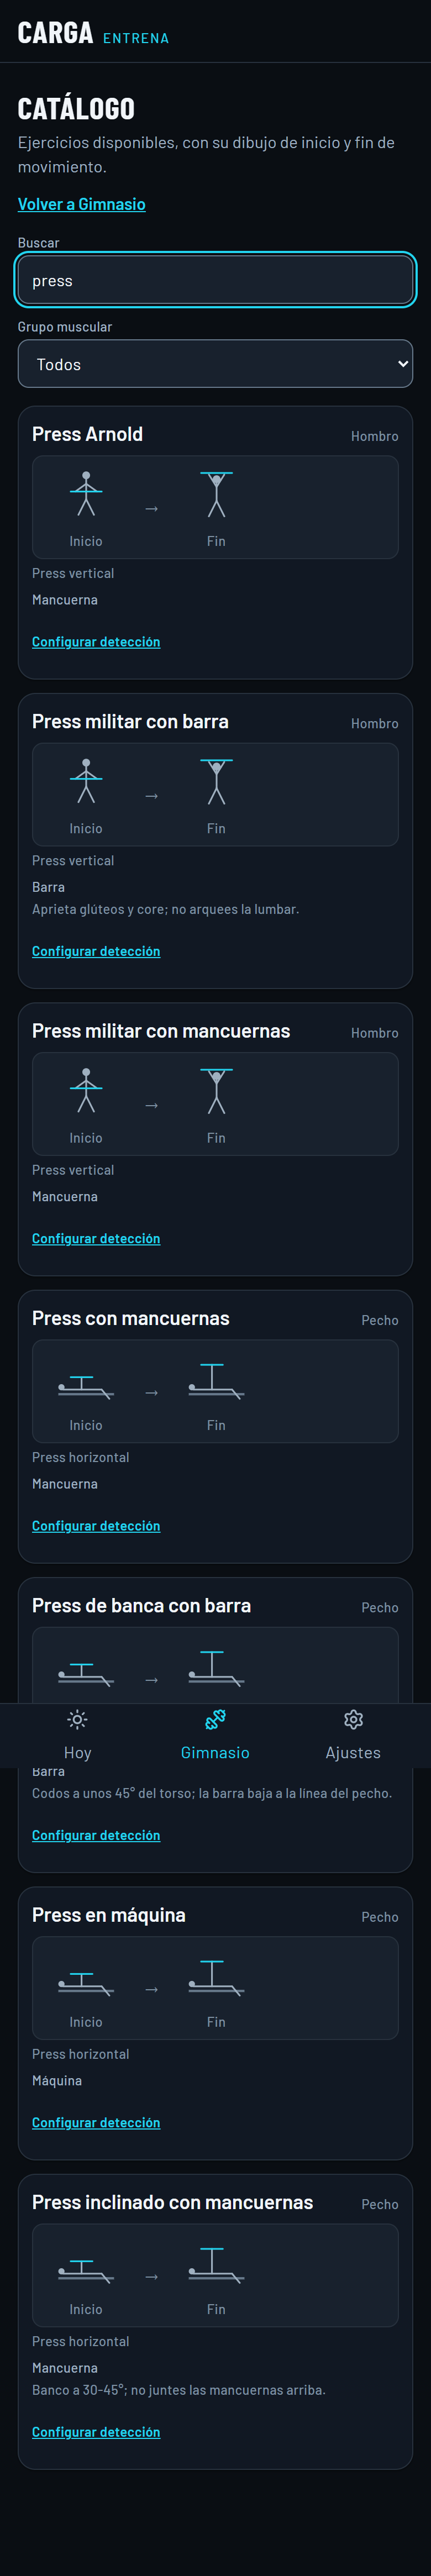 CARGA ENTRENA
CATÁLOGO
Ejercicios disponibles, con su dibujo de inicio y fin de
movimiento.
Volver a Gimnasio
Buscar
press
Grupo muscular
Todos
Press Arnold Hombro
→
Inicio Fin
Press vertical
Mancuerna
Configurar detección
Press militar con barra Hombro
→
Inicio Fin
Press vertical
Barra
Aprieta glúteos y core; no arquees la lumbar.
Configurar detección
Press militar con mancuernas Hombro
→
Inicio Fin
Press vertical
Mancuerna
Configurar detección
Press con mancuernas Pecho
→
Inicio Fin
Press horizontal
Mancuerna
Configurar detección
Press de banca con barra Pecho
→
Hoy Gimnasio Ajustes
Barra
Codos a unos 45° del torso; la barra baja a la línea del pecho.
Configurar detección
Press en máquina Pecho
→
Inicio Fin
Press horizontal
Máquina
Configurar detección
Press inclinado con mancuernas Pecho
→
Inicio Fin
Press horizontal
Mancuerna
Banco a 30-45°; no juntes las mancuernas arriba.
Configurar detección